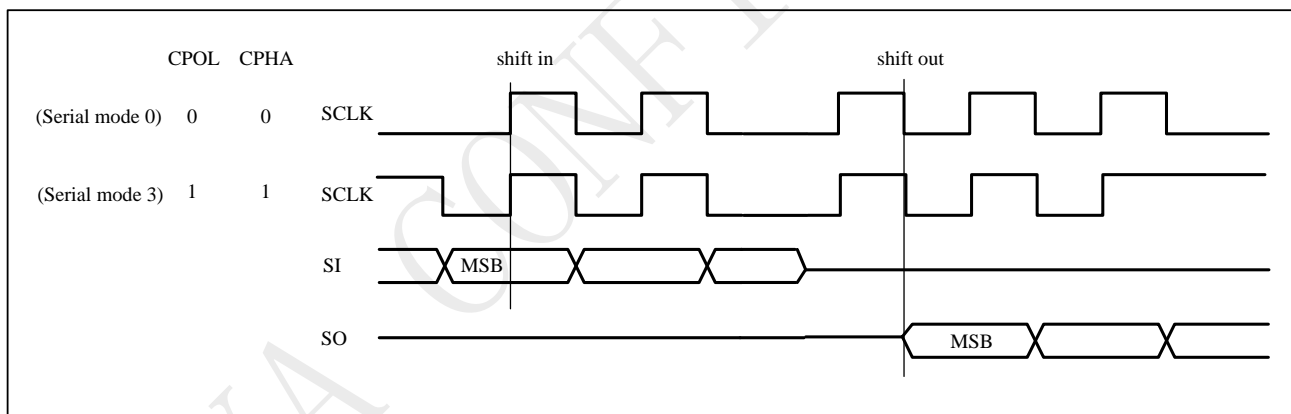 CPOL CPHA shift in shift out
(Serial mode 0) 0 0 SCLK
(Serial mode 3) 1 1 SCLK
SI MSB
SO MSB